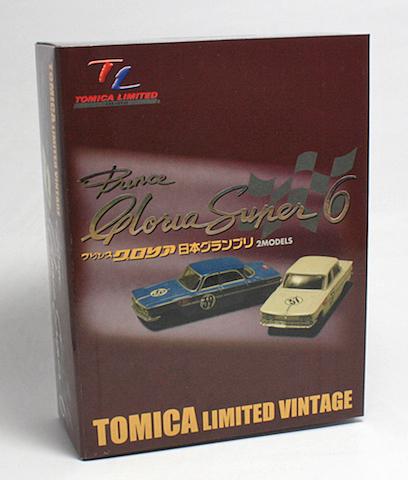 TL
TOMICA LIMITED
Prince
Gloria Super 6
プリンス グロリア 日本グランプリ 2MODELS
TOMICA LIMITED VINTAGE
TOMICA LIMITED VINTAGE